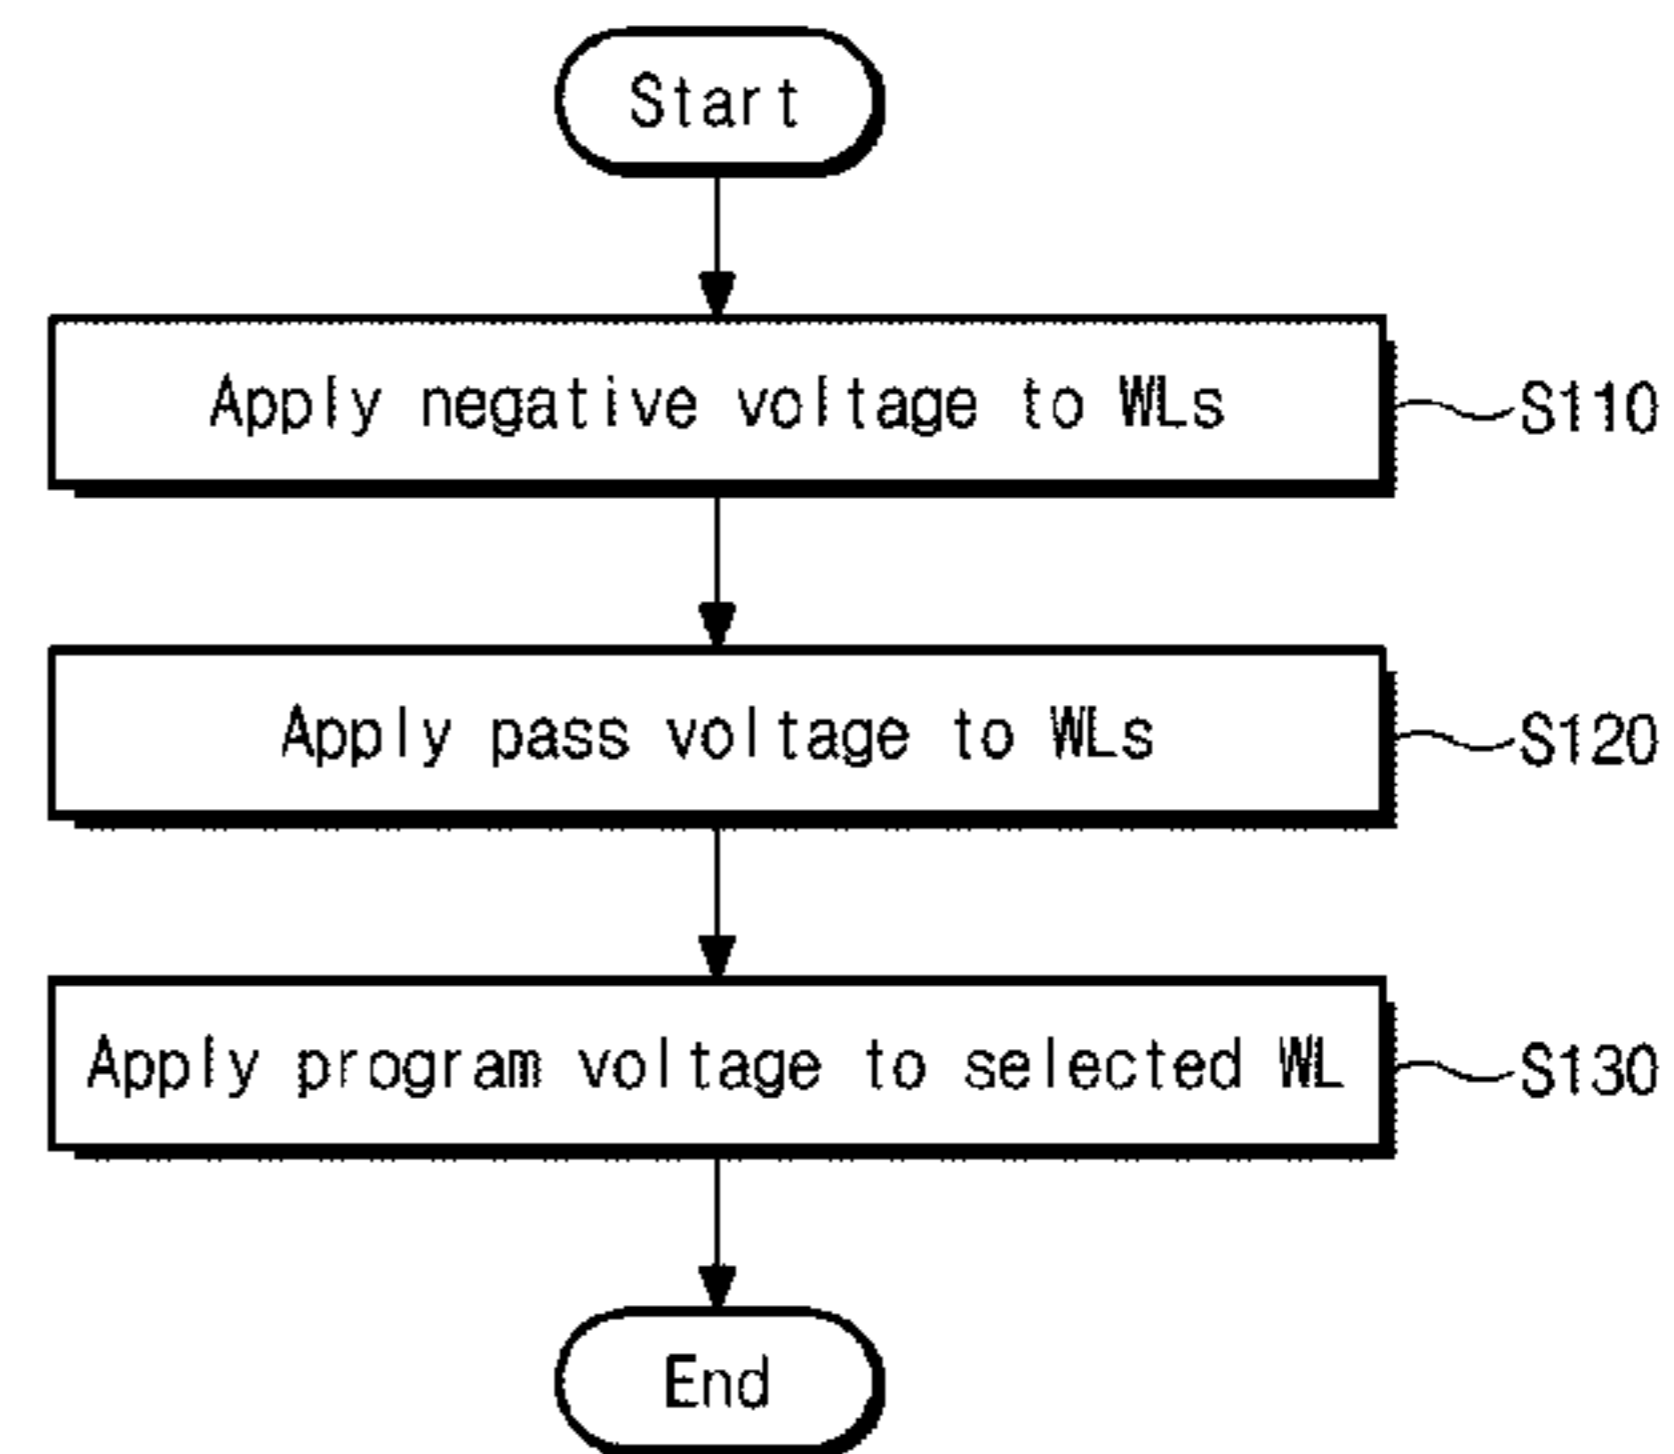 Start
Apply negative voltage to WLs
S110
Apply pass voltage to WLs
S120
Apply program voltage to selected WL
S130
End